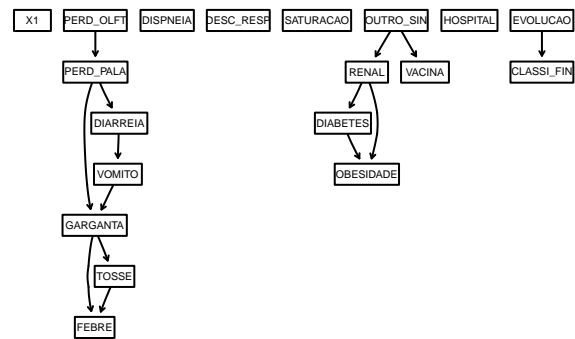 X1 PERD_OLFT DISPNEIA DESC_RESP SATURACAO OUTRO_SIN HOSPITAL EVOLUCAO
PERD_PALA RENAL VACINA CLASSI_FIN
DIARREIA DIABETES
VOMITO OBESIDADE
GARGANTA
TOSSE
FEBRE